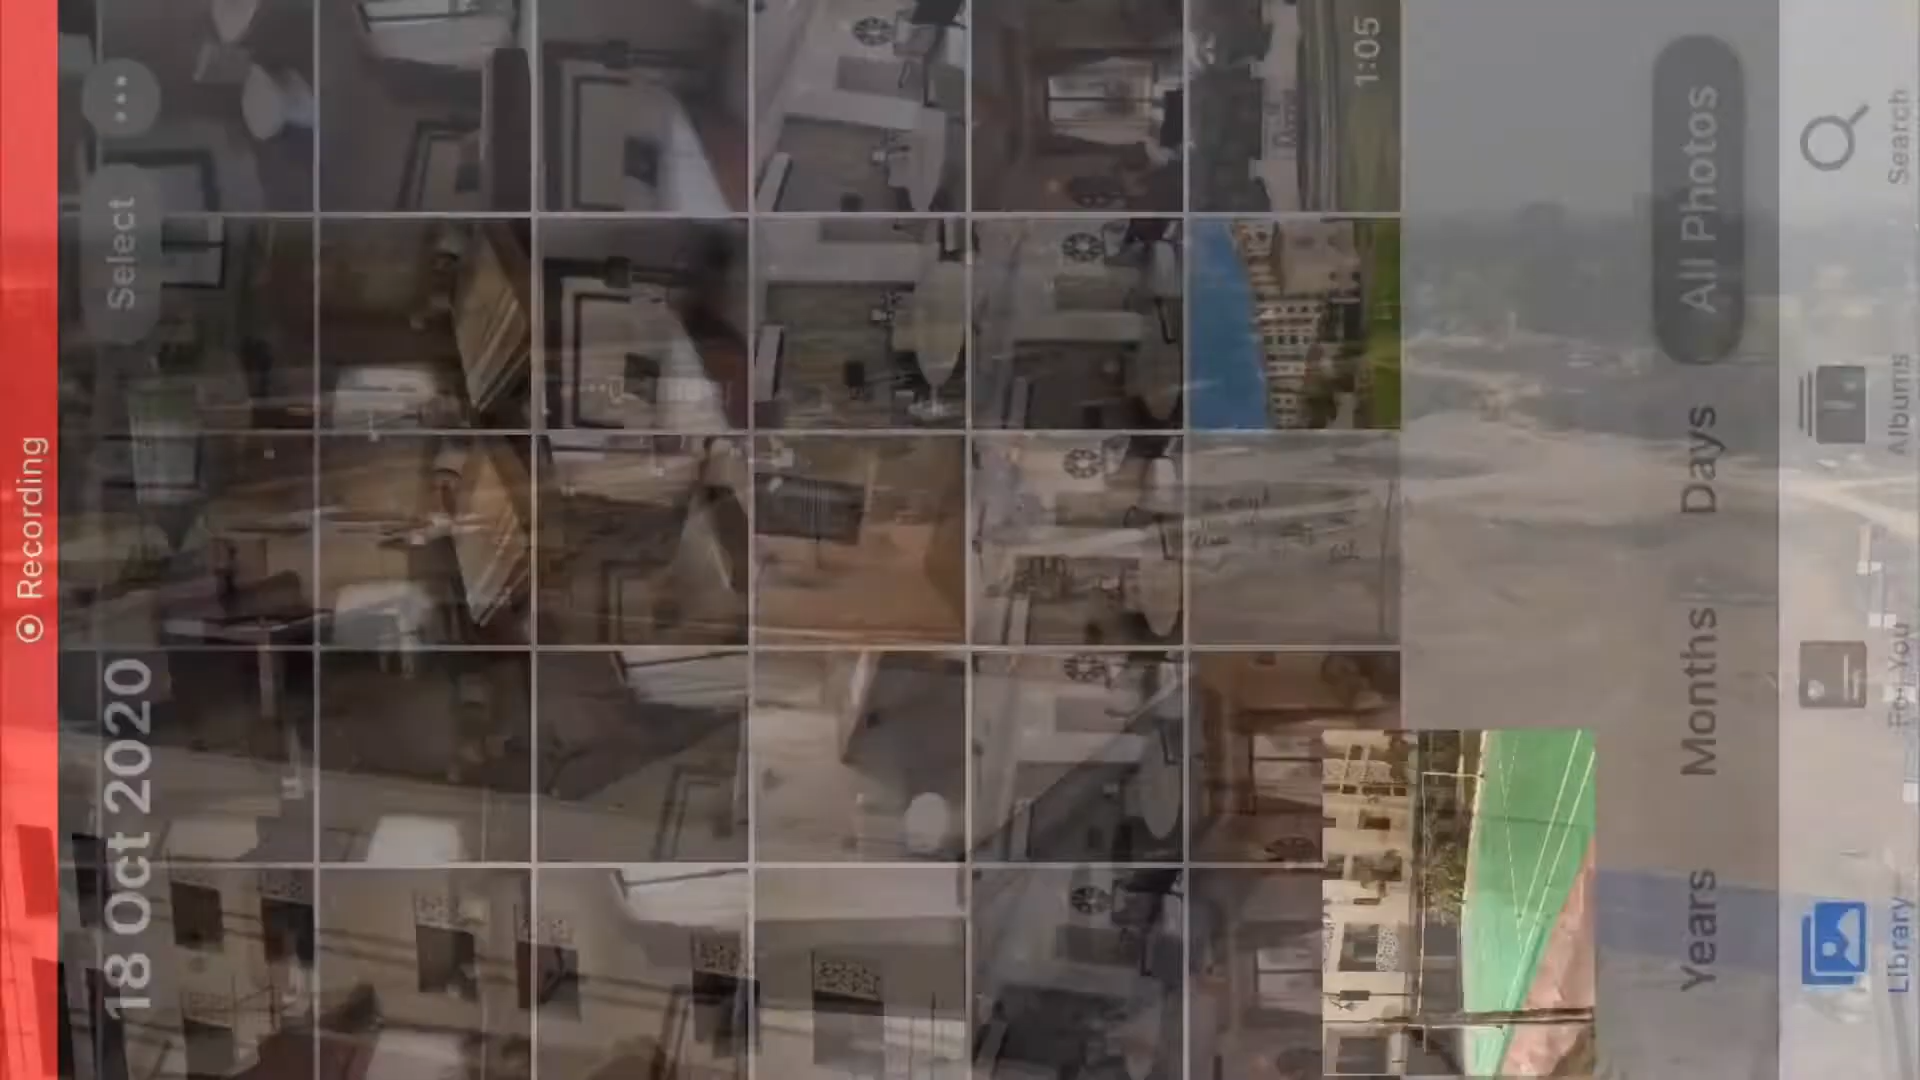 Recording
18 Oct 2020
Select
1:05
Years
Months
Days
All Photos
Library
For You
Albums
Search